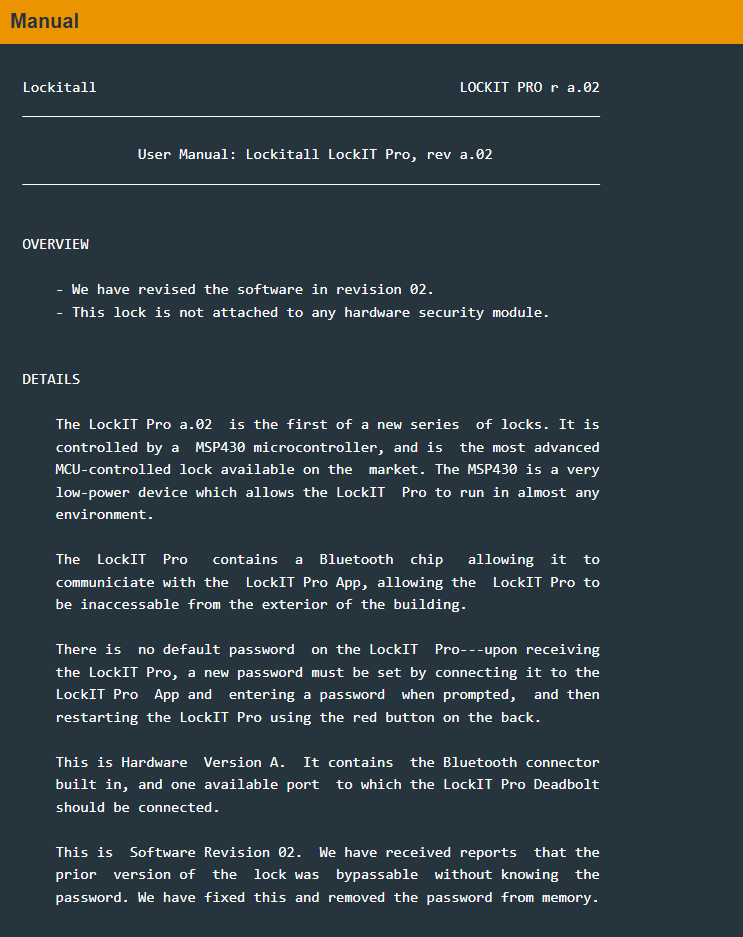 Manual
Lockitall LOCKIT PRO r a.02
User Manual: Lockitall LockIT Pro, rev a.02
OVERVIEW
- We have revised the software in revision 02.
- This lock is not attached to any hardware security module.
DETAILS
The LockIT Pro a.02 is the first of a new series of locks. It is
controlled by a MSP430 microcontroller, and is the most advanced
MCU-controlled lock available on the market. The MSP430 is a very
low-power device which allows the LockIT Pro to run in almost any
environment.
The LockIT Pro contains a Bluetooth chip allowing it to
communiciate with the LockIT Pro App, allowing the LockIT Pro to
be inaccessable from the exterior of the building.
There is no default password on the LockIT Pro---upon receiving
the LockIT Pro, a new password must be set by connecting it to the
LockIT Pro App and entering a password when prompted, and then
restarting the LockIT Pro using the red button on the back.
This is Hardware Version A. It contains the Bluetooth connector
built in, and one available port to which the LockIT Pro Deadbolt
should be connected.
This is Software Revision 02. We have received reports that the
prior version of the lock was bypassable without knowing the
password. We have fixed this and removed the password from memory.